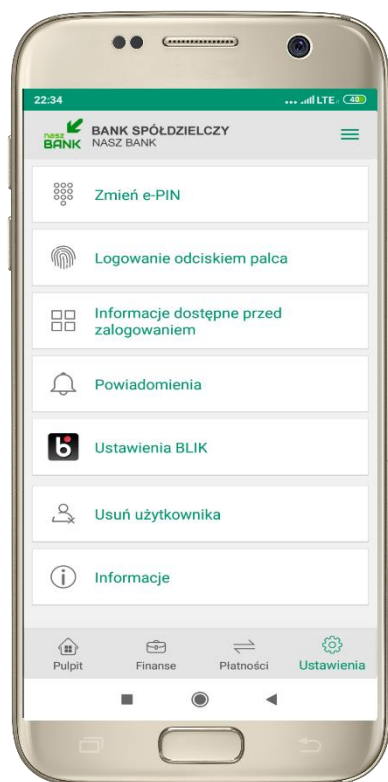 22:34
LTE 40
nasz BANK
BANK SPÓŁDZIELCZY
NASZ BANK
Zmień e-PIN
Logowanie odciskiem palca
Informacje dostępne przed
zalogowaniem
Powiadomienia
Ustawienia BLIK
Usuń użytkownika
Informacje
Pulpit
Finanse
Płatności
Ustawienia